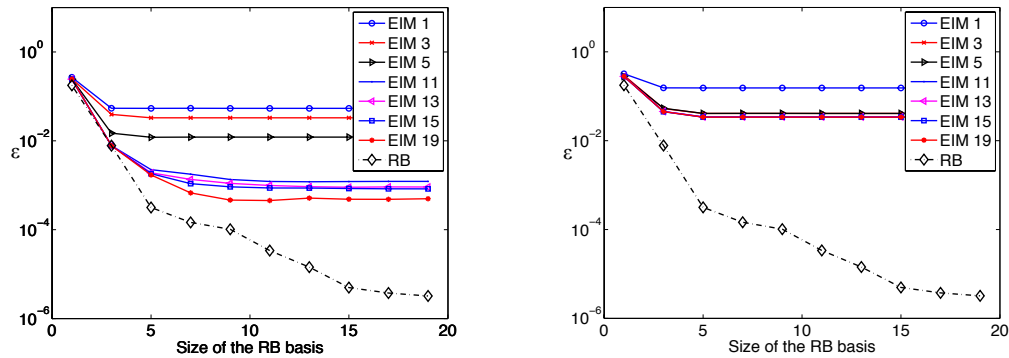 10^0
10^-2
10^-4
10^-6
ε
0 5 10 15 20
Size of the RB basis
EIM 1
EIM 3
EIM 5
EIM 11
EIM 13
EIM 15
EIM 19
RB
10^0
10^-2
10^-4
10^-6
ε
0 5 10 15 20
Size of the RB basis
EIM 1
EIM 3
EIM 5
EIM 11
EIM 13
EIM 15
EIM 19
RB